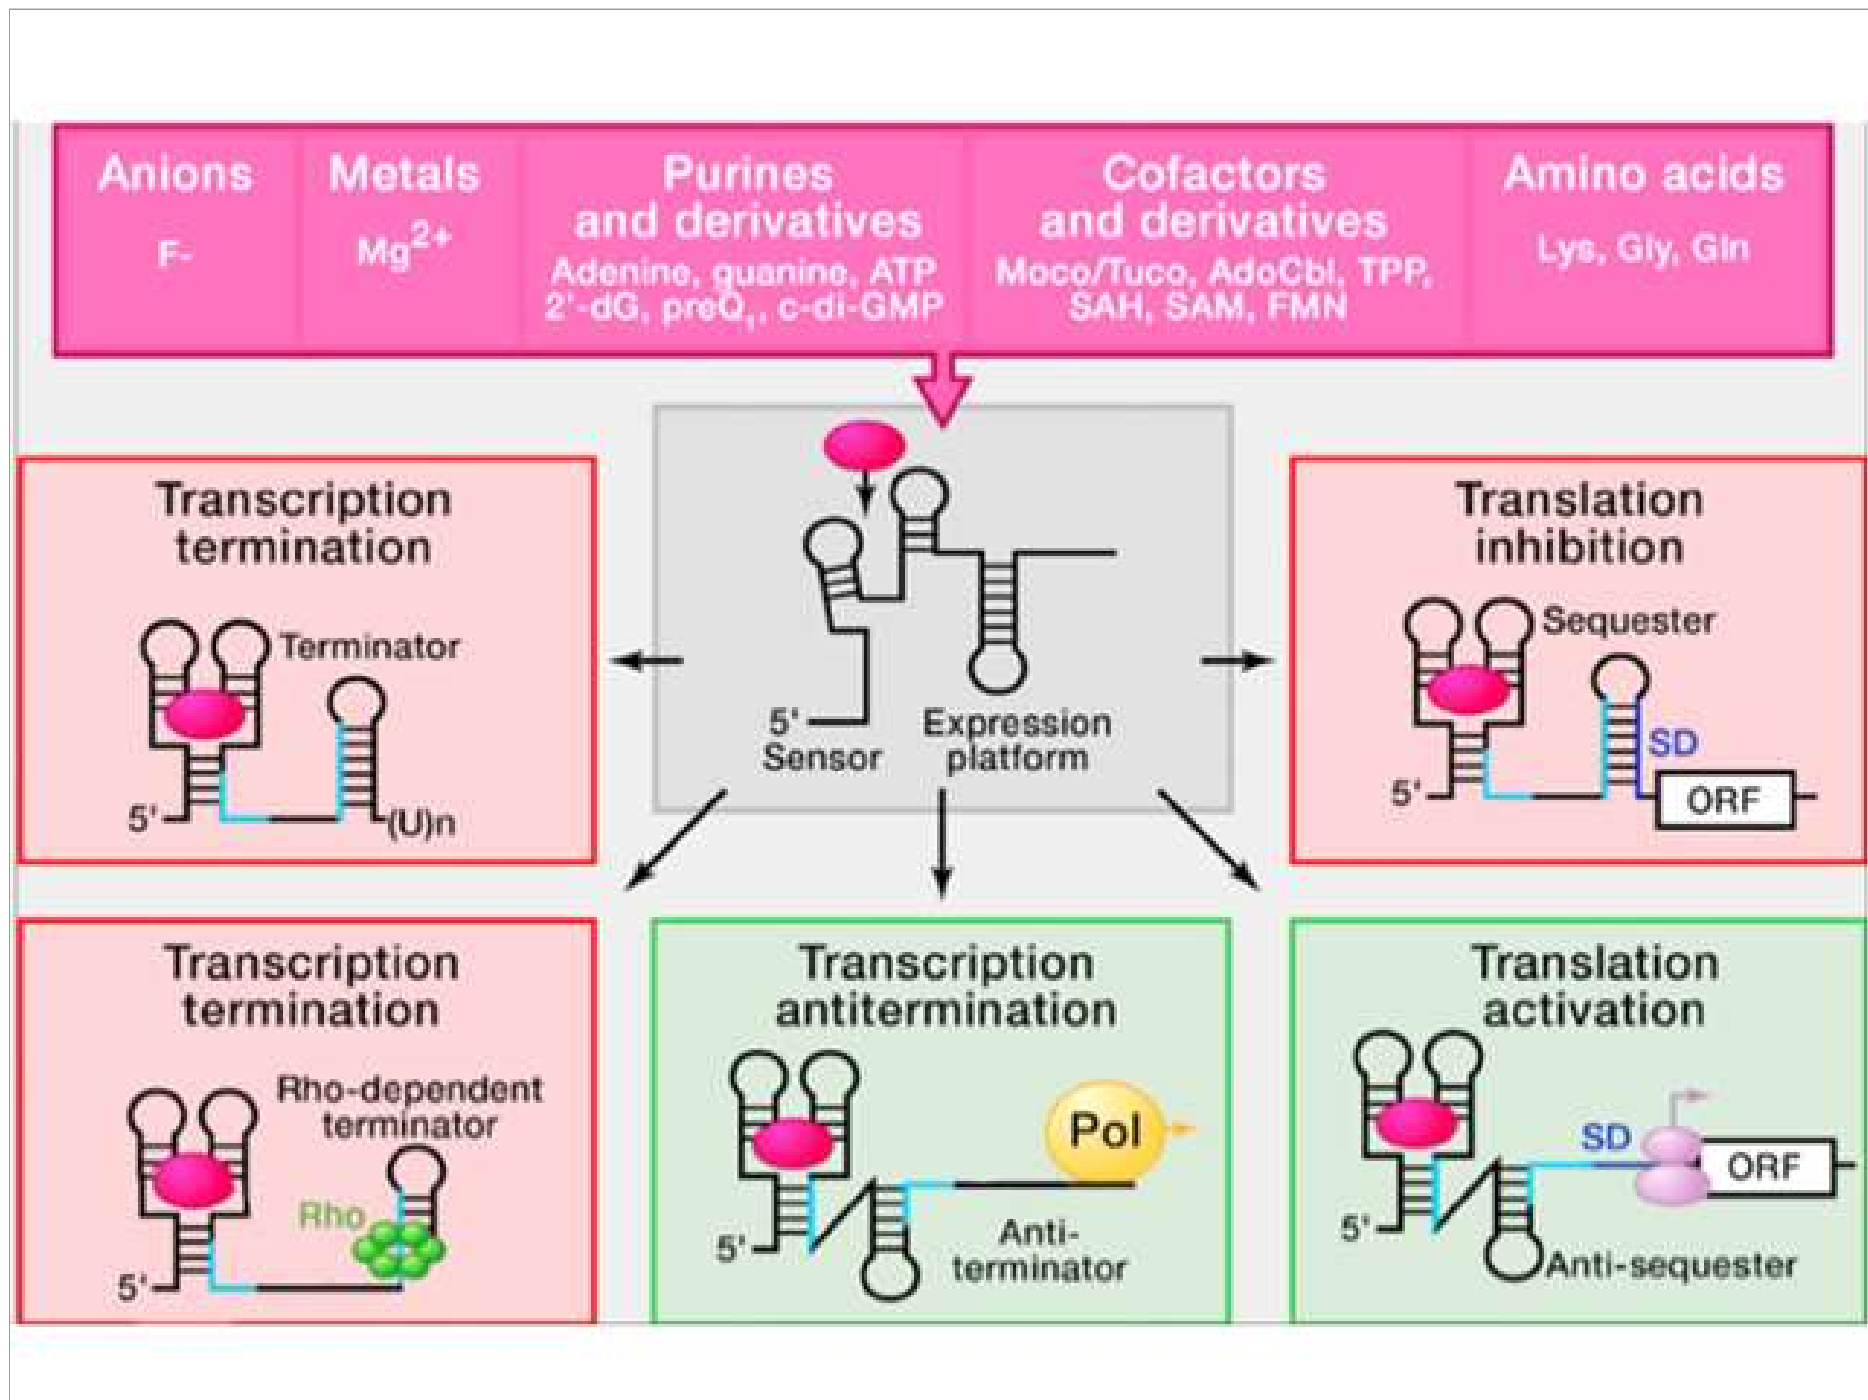 Anions
F-
Metals
Mg2+
Purines
and derivatives
Adenine, guanine, ATP
2'-dG, preQ1, c-di-GMP
Cofactors
and derivatives
Moco/Tuco, AdoCbl, TPP,
SAH, SAM, FMN
Amino acids
Lys, Gly, Gln
Transcription
termination
Terminator
5'
(U)n
5'
Sensor
Expression
platform
Translation
inhibition
Sequester
SD
5'
ORF
Transcription
termination
Rho-dependent
terminator
Rho
5'
Transcription
antitermination
Pol
5'
Anti-
terminator
Translation
activation
SD
ORF
5'
Anti-sequester